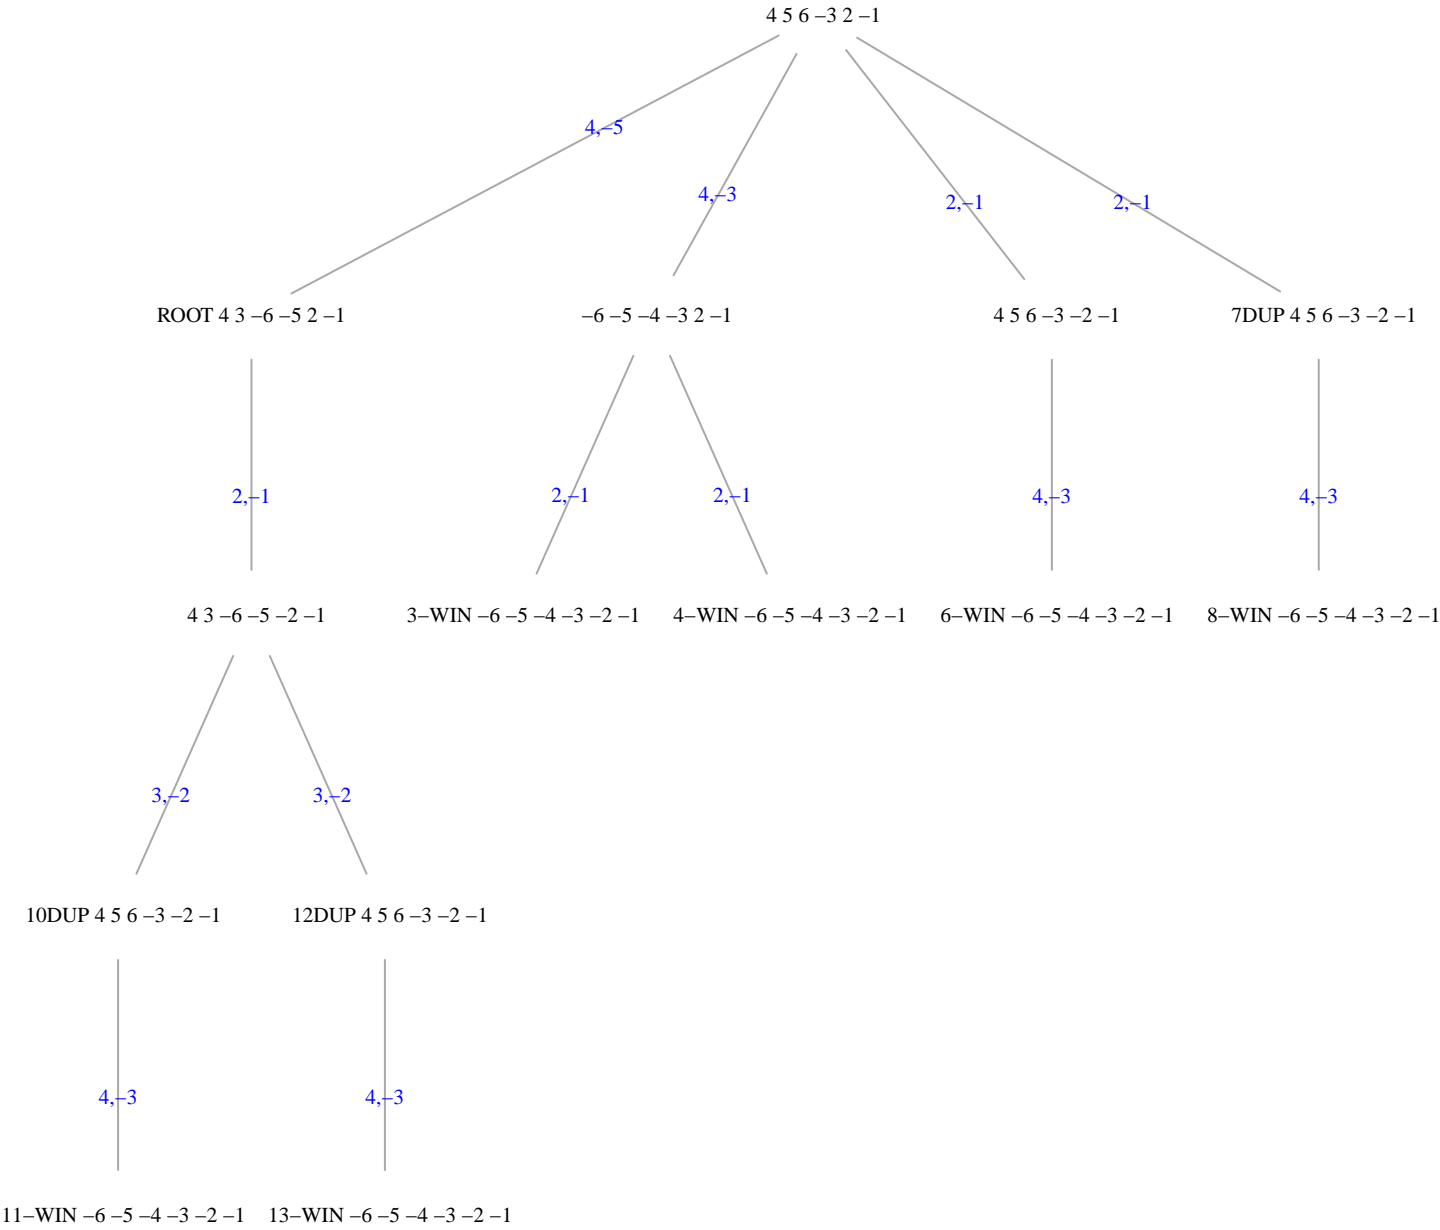 4 5 6 –3 2 –1
4,–5
4,–3
2,–1
2,–1
ROOT 4 3 –6 –5 2 –1
–6 –5 –4 –3 2 –1
4 5 6 –3 –2 –1
7DUP 4 5 6 –3 –2 –1
2,–1
2,–1
2,–1
4,–3
4,–3
4 3 –6 –5 –2 –1
3–WIN –6 –5 –4 –3 –2 –1
4–WIN –6 –5 –4 –3 –2 –1
6–WIN –6 –5 –4 –3 –2 –1
8–WIN –6 –5 –4 –3 –2 –1
3,–2
3,–2
10DUP 4 5 6 –3 –2 –1
12DUP 4 5 6 –3 –2 –1
4,–3
4,–3
11–WIN –6 –5 –4 –3 –2 –1
13–WIN –6 –5 –4 –3 –2 –1